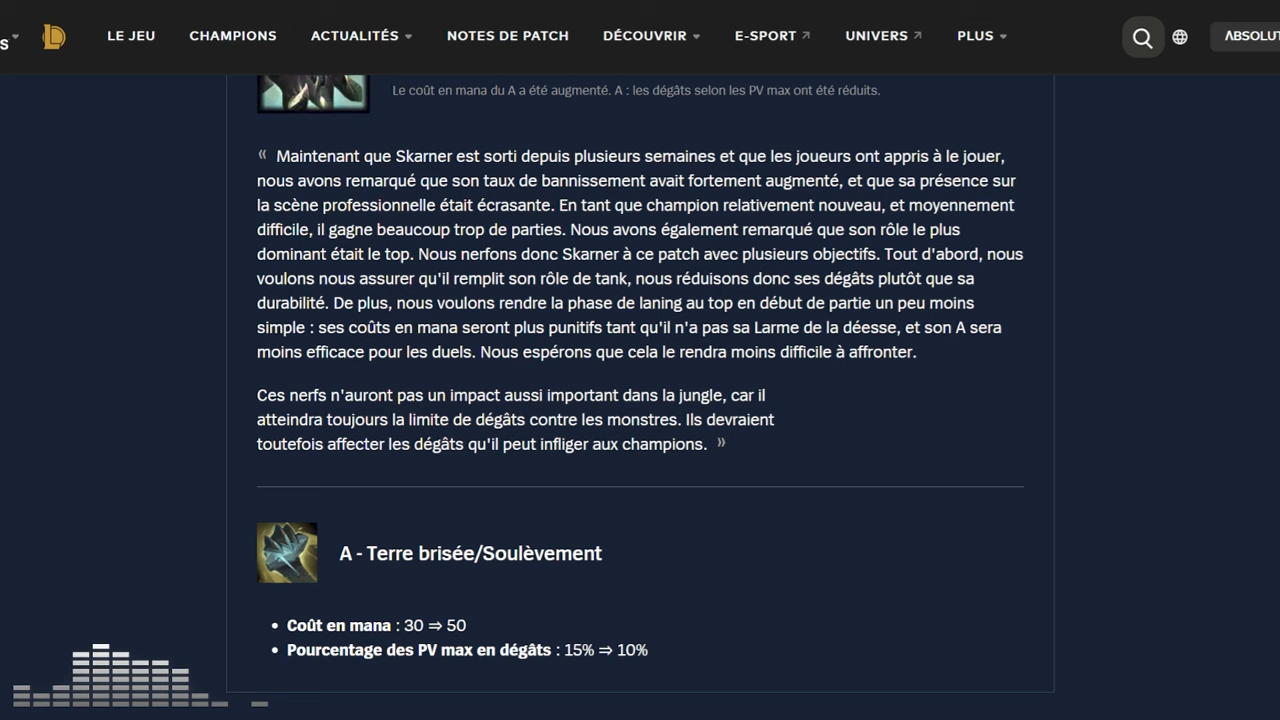 S
LE JEU CHAMPIONS ACTUALITÉS NOTES DE PATCH DÉCOUVRIR E-SPORT UNIVERS PLUS
Le coût en mana du A a été augmenté. A : les dégâts selon les PV max ont été réduits.
« Maintenant que Skarner est sorti depuis plusieurs semaines et que les joueurs ont appris à le jouer,
nous avons remarqué que son taux de bannissement avait fortement augmenté, et que sa présence sur
la scène professionnelle était écrasante. En tant que champion relativement nouveau, et moyennement
difficile, il gagne beaucoup trop de parties. Nous avons également remarqué que son rôle le plus
dominant était le top. Nous nerfons donc Skarner à ce patch avec plusieurs objectifs. Tout d'abord, nous
voulons nous assurer qu'il remplit son rôle de tank, nous réduisons donc ses dégâts plutôt que sa
durabilité. De plus, nous voulons rendre la phase de laning au top en début de partie un peu moins
simple : ses coûts en mana seront plus punitifs tant qu'il n'a pas sa Larme de la déesse, et son A sera
moins efficace pour les duels. Nous espérons que cela le rendra moins difficile à affronter.
Ces nerfs n'auront pas un impact aussi important dans la jungle, car il
atteindra toujours la limite de dégâts contre les monstres. Ils devraient
toutefois affecter les dégâts qu'il peut infliger aux champions. »
A - Terre brisée/Soulèvement
• Coût en mana : 30 ⇒ 50
• Pourcentage des PV max en dégâts : 15% ⇒ 10%